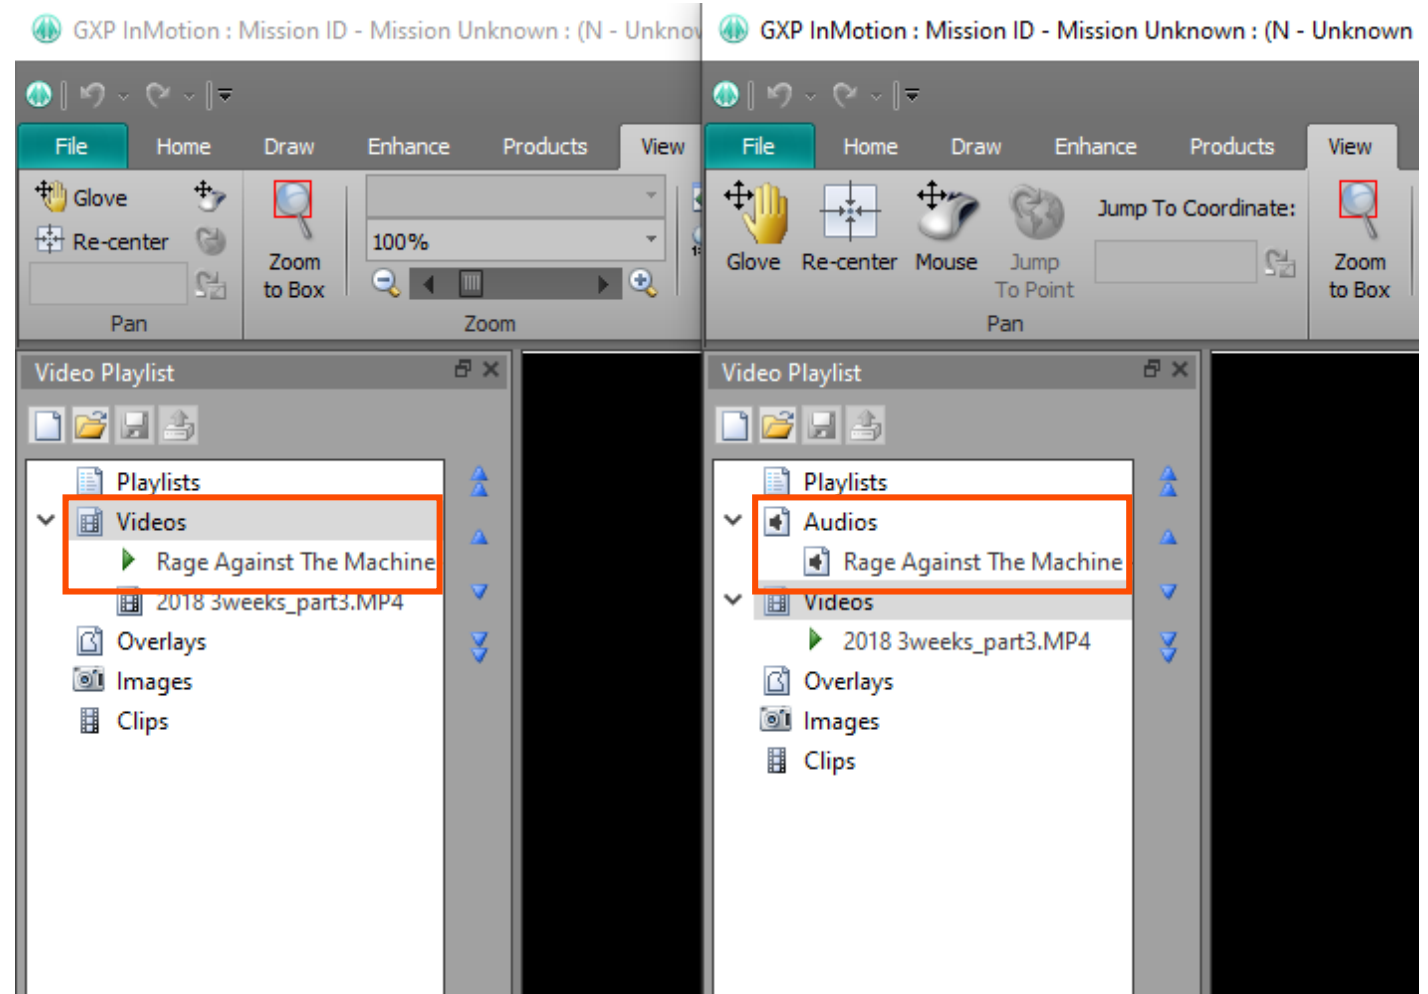 GXP InMotion : Mission ID - Mission Unknown : (N - Unknov
File Home Draw Enhance Products View
Glove
Re-center
Zoom
to Box
100%
Pan
Zoom
Video Playlist
Playlists
Videos
Rage Against The Machine
2018 3weeks_part3.MP4
Overlays
Images
Clips
GXP InMotion : Mission ID - Mission Unknown : (N - Unknown
File Home Draw Enhance Products View
Jump To Coordinate:
Glove Re-center Mouse Jump
To Point
Zoom
to Box
Pan
Video Playlist
Playlists
Audios
Rage Against The Machine
Videos
2018 3weeks_part3.MP4
Overlays
Images
Clips